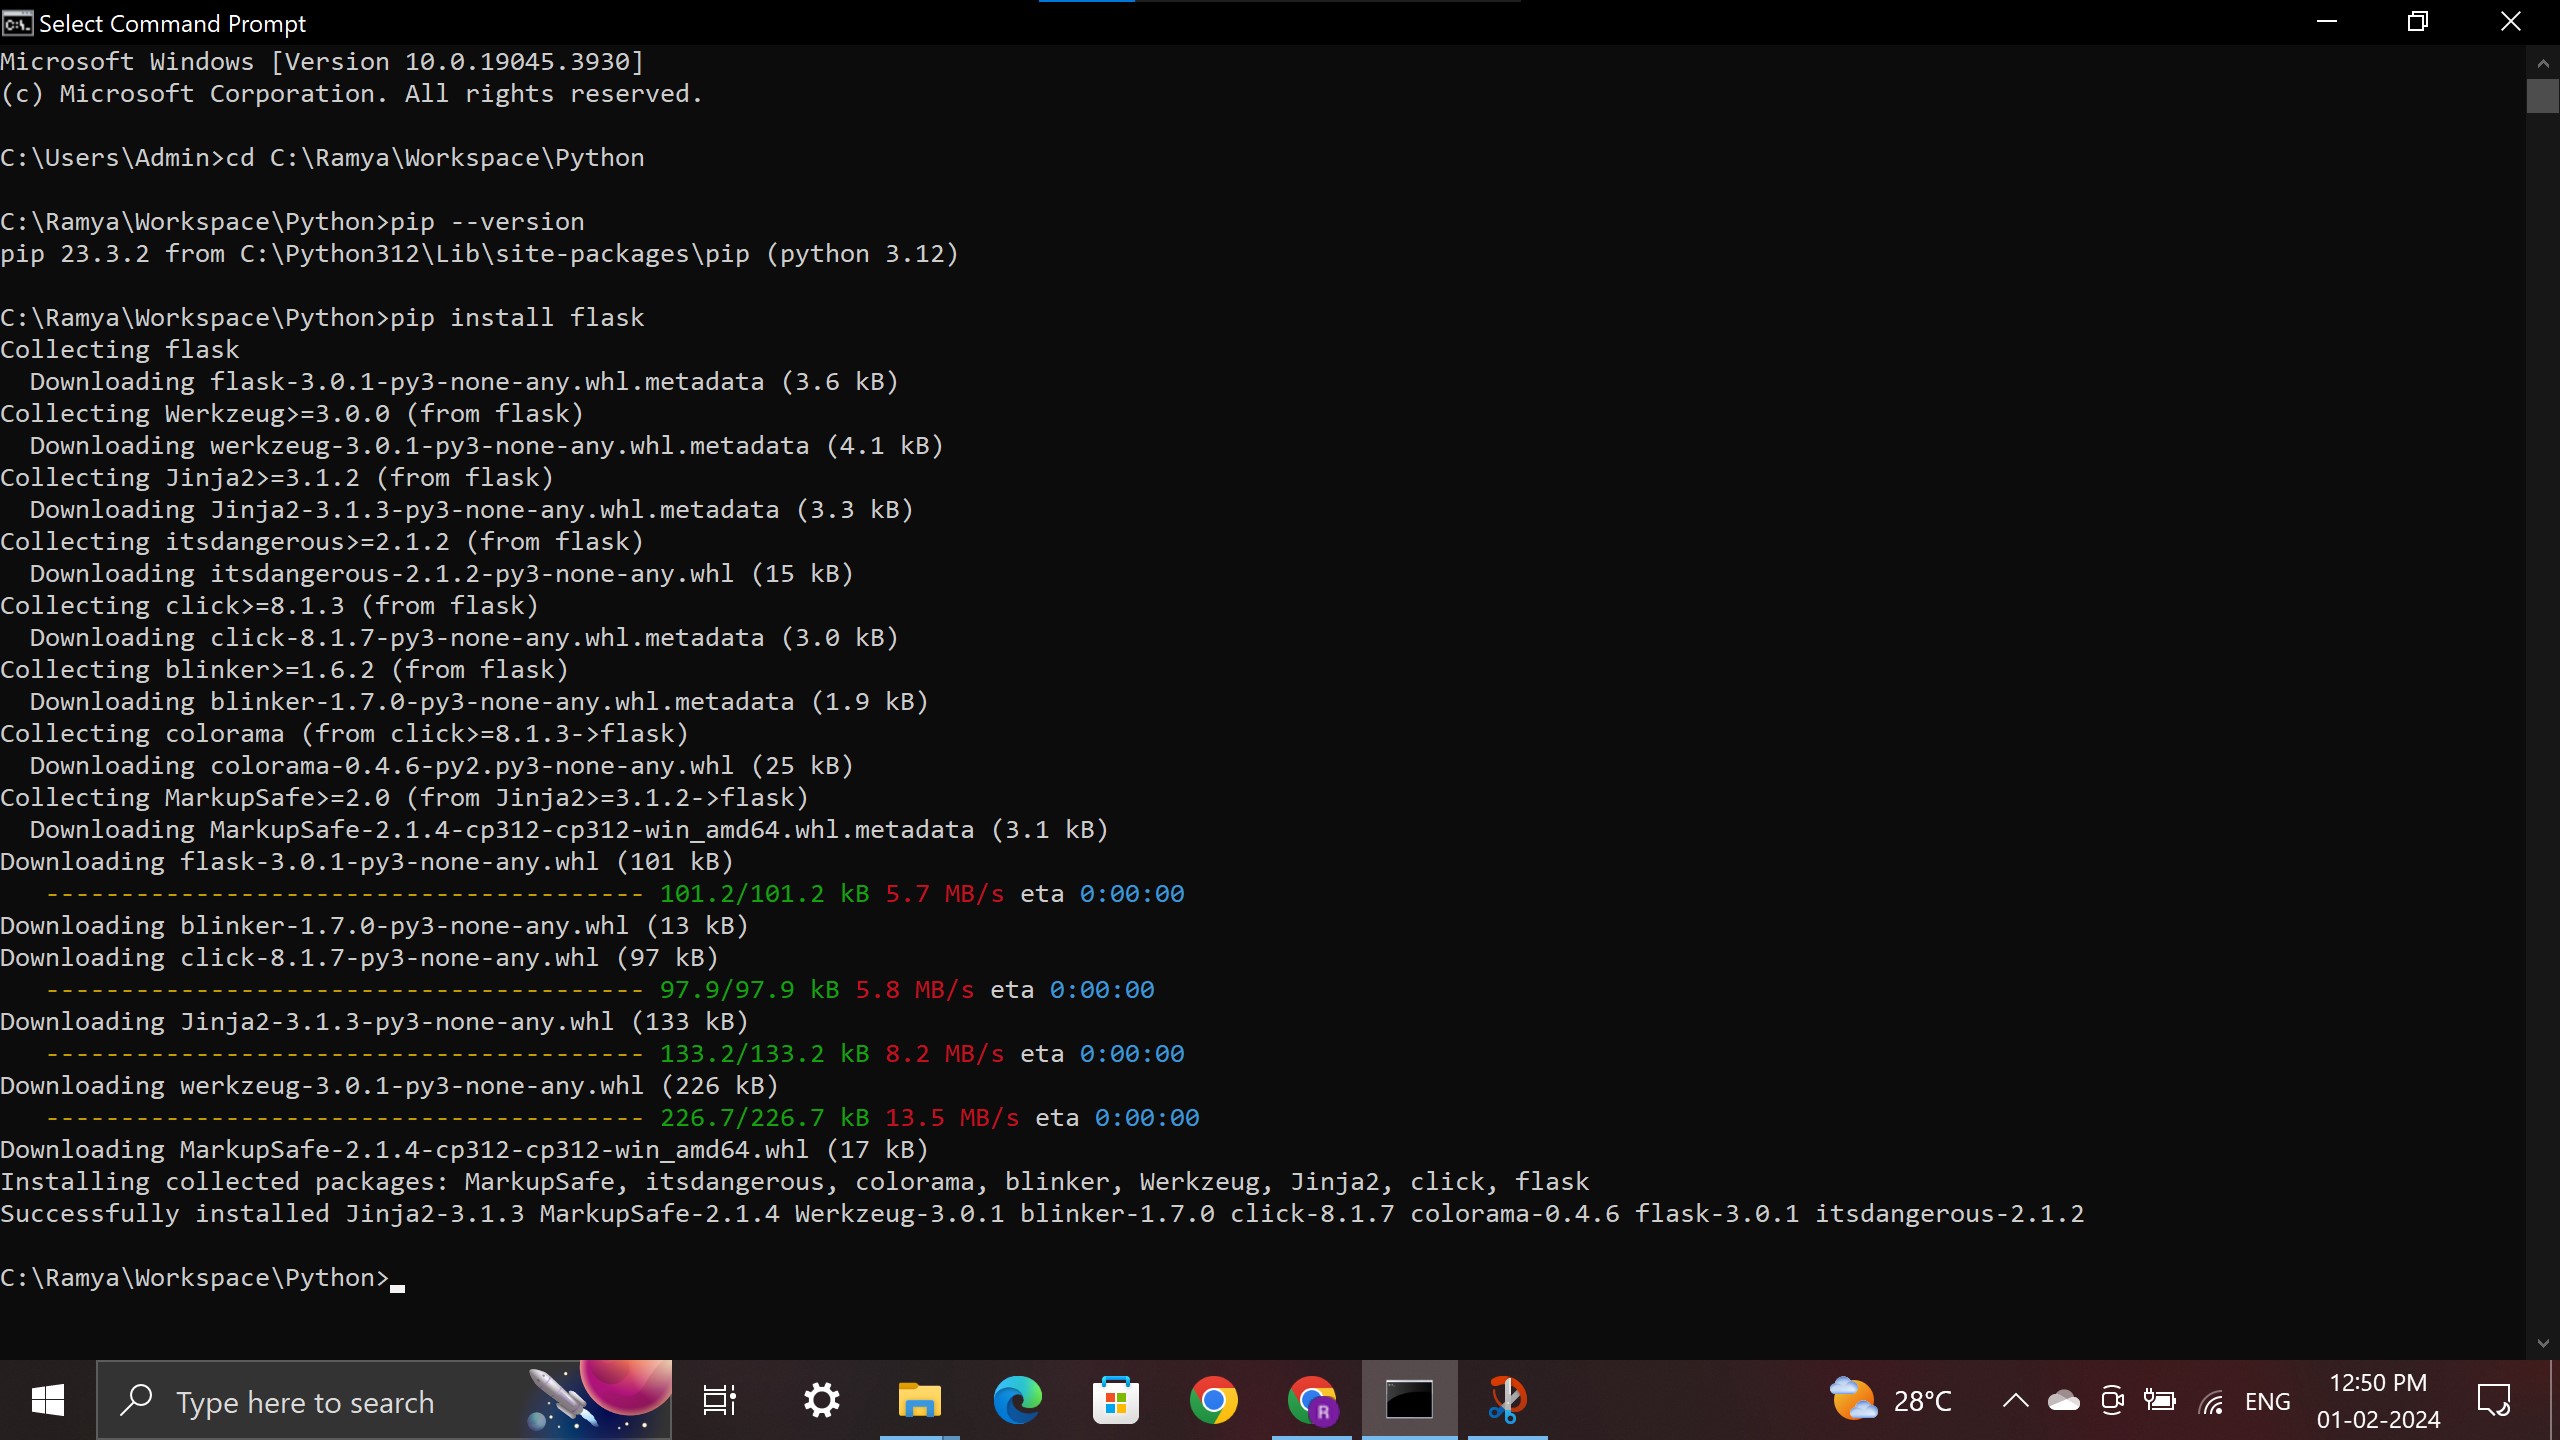 Select Command Prompt
Microsoft Windows [Version 10.0.19045.3930]
(c) Microsoft Corporation. All rights reserved.
C:\Users\Admin>cd C:\Ramya\Workspace\Python
C:\Ramya\Workspace\Python>pip --version
pip 23.3.2 from C:\Python312\Lib\site-packages\pip (python 3.12)
C:\Ramya\Workspace\Python>pip install flask
Collecting flask
  Downloading flask-3.0.1-py3-none-any.whl.metadata (3.6 kB)
Collecting Werkzeug>=3.0.0 (from flask)
  Downloading werkzeug-3.0.1-py3-none-any.whl.metadata (4.1 kB)
Collecting Jinja2>=3.1.2 (from flask)
  Downloading Jinja2-3.1.3-py3-none-any.whl.metadata (3.3 kB)
Collecting itsdangerous>=2.1.2 (from flask)
  Downloading itsdangerous-2.1.2-py3-none-any.whl (15 kB)
Collecting click>=8.1.3 (from flask)
  Downloading click-8.1.7-py3-none-any.whl.metadata (3.0 kB)
Collecting blinker>=1.6.2 (from flask)
  Downloading blinker-1.7.0-py3-none-any.whl.metadata (1.9 kB)
Collecting colorama (from click>=8.1.3->flask)
  Downloading colorama-0.4.6-py2.py3-none-any.whl (25 kB)
Collecting MarkupSafe>=2.0 (from Jinja2>=3.1.2->flask)
  Downloading MarkupSafe-2.1.4-cp312-cp312-win_amd64.whl.metadata (3.1 kB)
Downloading flask-3.0.1-py3-none-any.whl (101 kB)
   ---------------------------------------- 101.2/101.2 kB 5.7 MB/s eta 0:00:00
Downloading blinker-1.7.0-py3-none-any.whl (13 kB)
Downloading click-8.1.7-py3-none-any.whl (97 kB)
   ---------------------------------------- 97.9/97.9 kB 5.8 MB/s eta 0:00:00
Downloading Jinja2-3.1.3-py3-none-any.whl (133 kB)
   ---------------------------------------- 133.2/133.2 kB 8.2 MB/s eta 0:00:00
Downloading werkzeug-3.0.1-py3-none-any.whl (226 kB)
   ---------------------------------------- 226.7/226.7 kB 13.5 MB/s eta 0:00:00
Downloading MarkupSafe-2.1.4-cp312-cp312-win_amd64.whl (17 kB)
Installing collected packages: MarkupSafe, itsdangerous, colorama, blinker, Werkzeug, Jinja2, click, flask
Successfully installed Jinja2-3.1.3 MarkupSafe-2.1.4 Werkzeug-3.0.1 blinker-1.7.0 click-8.1.7 colorama-0.4.6 flask-3.0.1 itsdangerous-2.1.2
C:\Ramya\Workspace\Python>
Type here to search
R
28°C
ENG
12:50 PM
01-02-2024